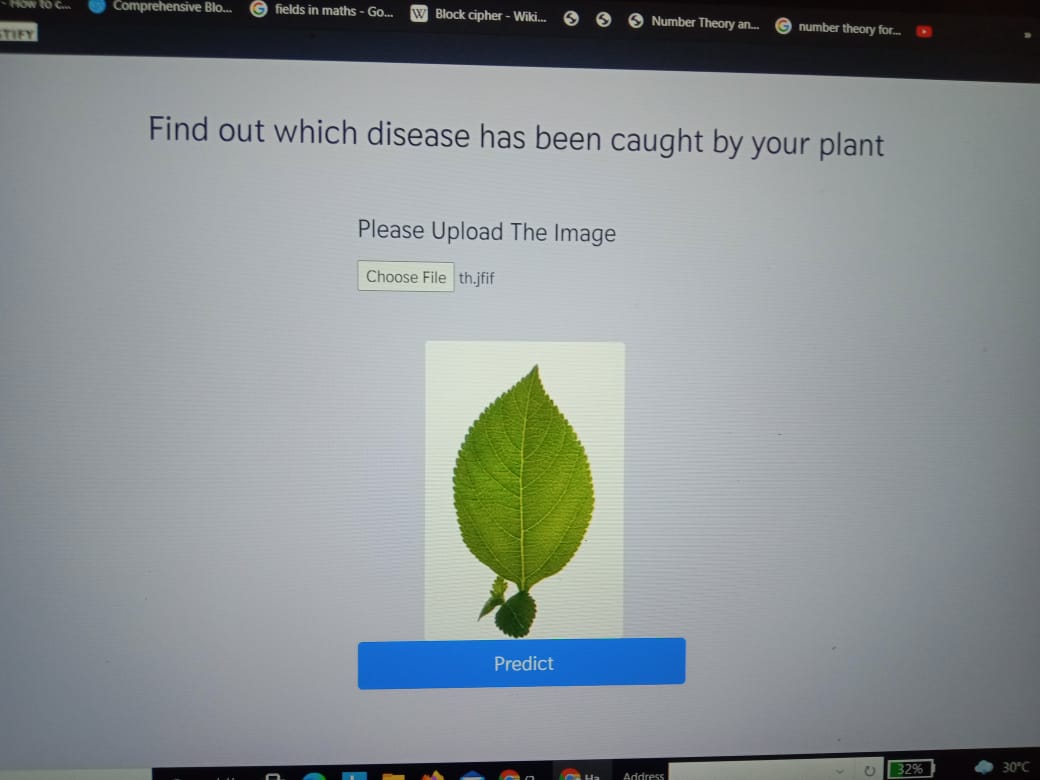 How to c...
Comprehensive Blo...
fields in maths - Go...
W Block cipher - Wiki...
Number Theory an...
number theory for...
»
TIFY
Find out which disease has been caught by your plant
Please Upload The Image
Choose File th.jfif
Predict
Ha
Address
32%
30°C